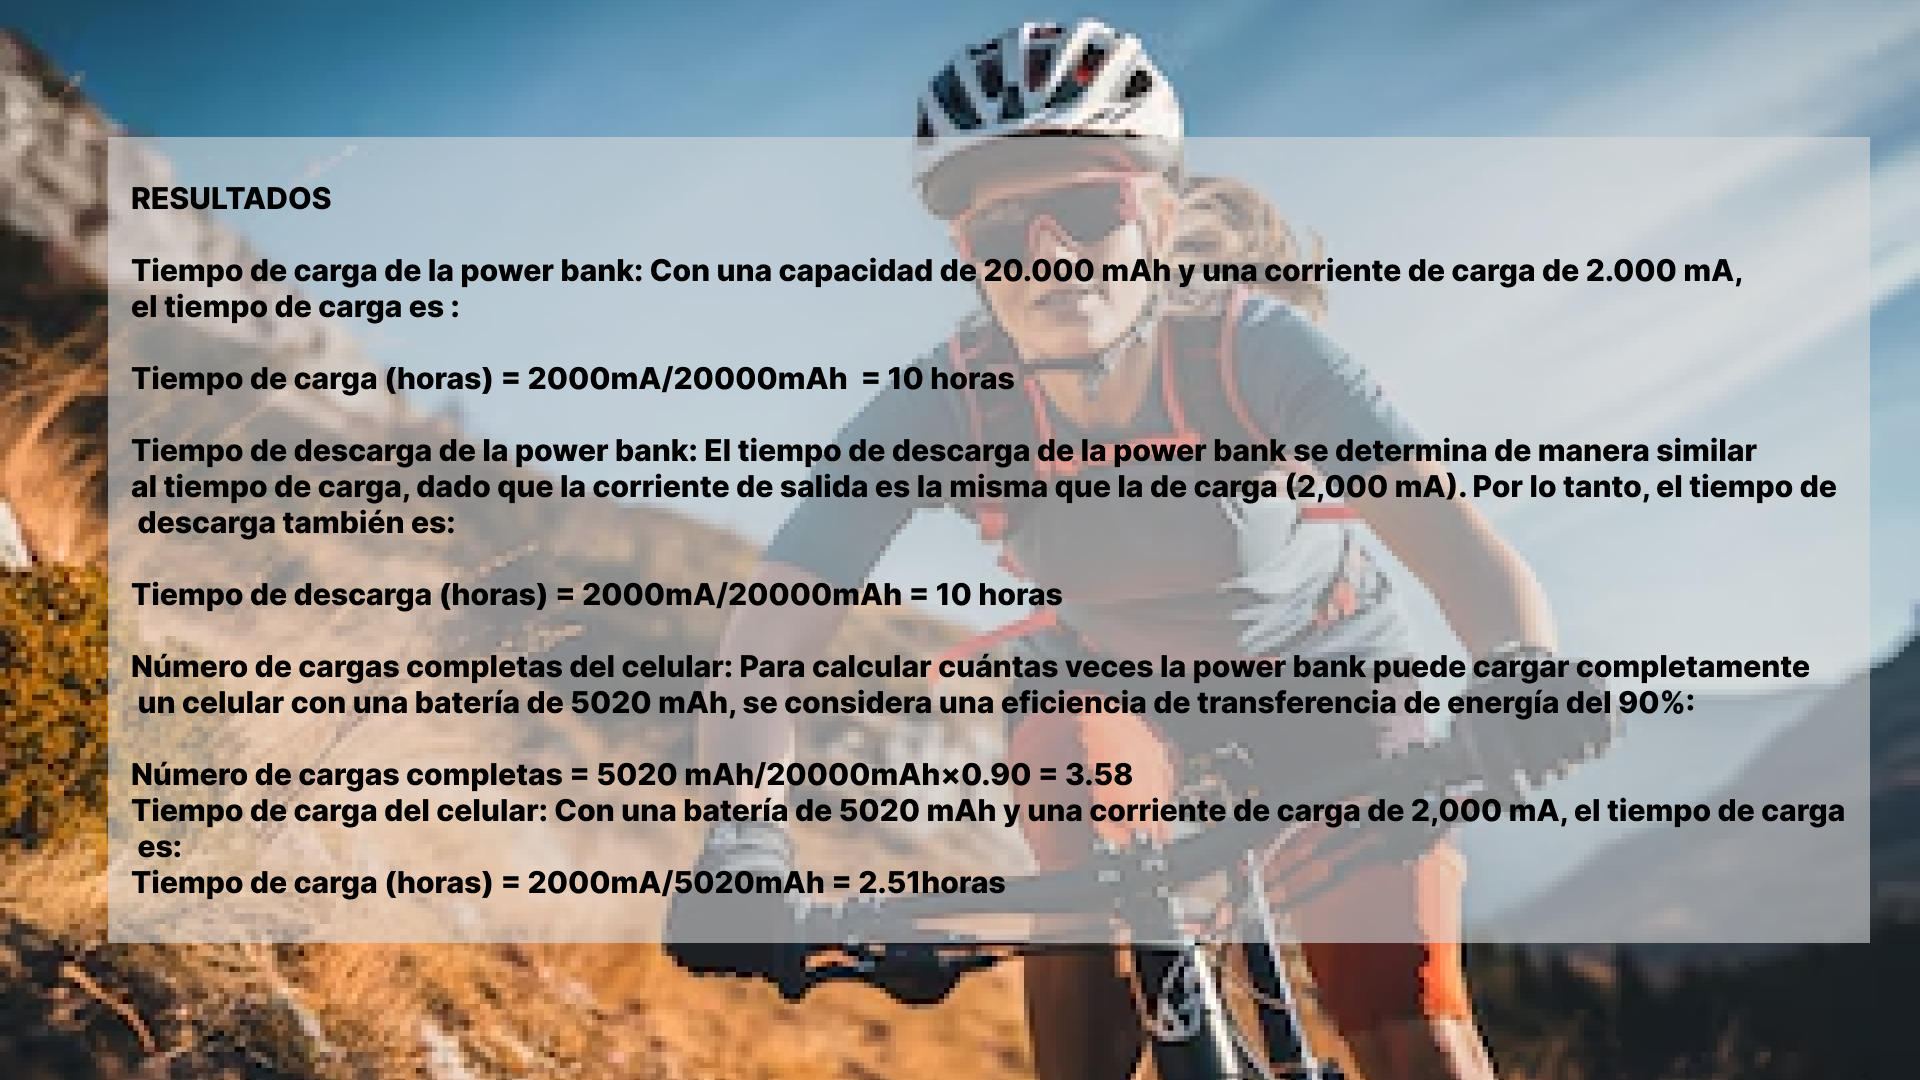 RESULTADOS
Tiempo de carga de la power bank: Con una capacidad de 20.000 mAh y una corriente de carga de 2.000 mA,
el tiempo de carga es :
Tiempo de carga (horas) = 2000mA/20000mAh = 10 horas
Tiempo de descarga de la power bank: El tiempo de descarga de la power bank se determina de manera similar
al tiempo de carga, dado que la corriente de salida es la misma que la de carga (2,000 mA). Por lo tanto, el tiempo de
descarga también es:
Tiempo de descarga (horas) = 2000mA/20000mAh = 10 horas
Número de cargas completas del celular: Para calcular cuántas veces la power bank puede cargar completamente
un celular con una batería de 5020 mAh, se considera una eficiencia de transferencia de energía del 90%:
Número de cargas completas = 5020 mAh/20000mAh×0.90 = 3.58
Tiempo de carga del celular: Con una batería de 5020 mAh y una corriente de carga de 2,000 mA, el tiempo de carga
es:
Tiempo de carga (horas) = 2000mA/5020mAh = 2.51horas